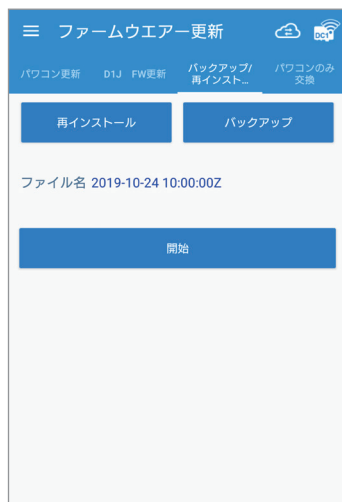 ファームウエアー更新
DC1J
パワコン更新
D1J FW更新
バックアップ/
再インスト...
パワコンのみ
交換
再インストール
バックアップ
ファイル名 2019-10-24 10:00:00Z
開始